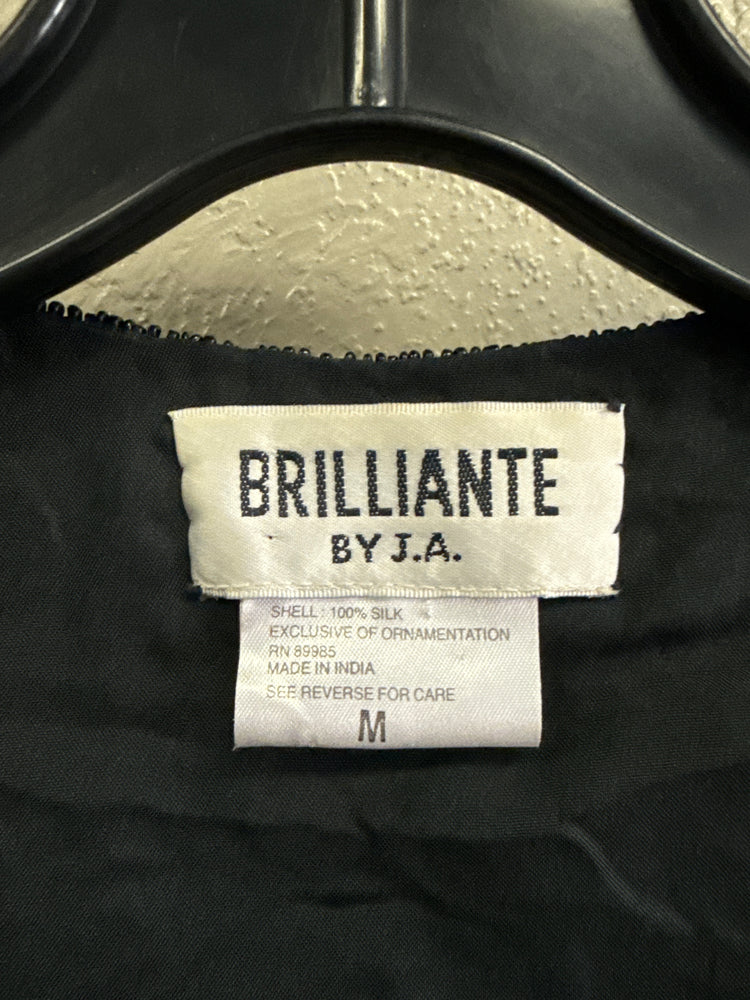 BRILLIANTE
BY J.A.
SHELL : 100% SILK
EXCLUSIVE OF ORNAMENTATION
RN 89985
MADE IN INDIA
SEE REVERSE FOR CARE
M